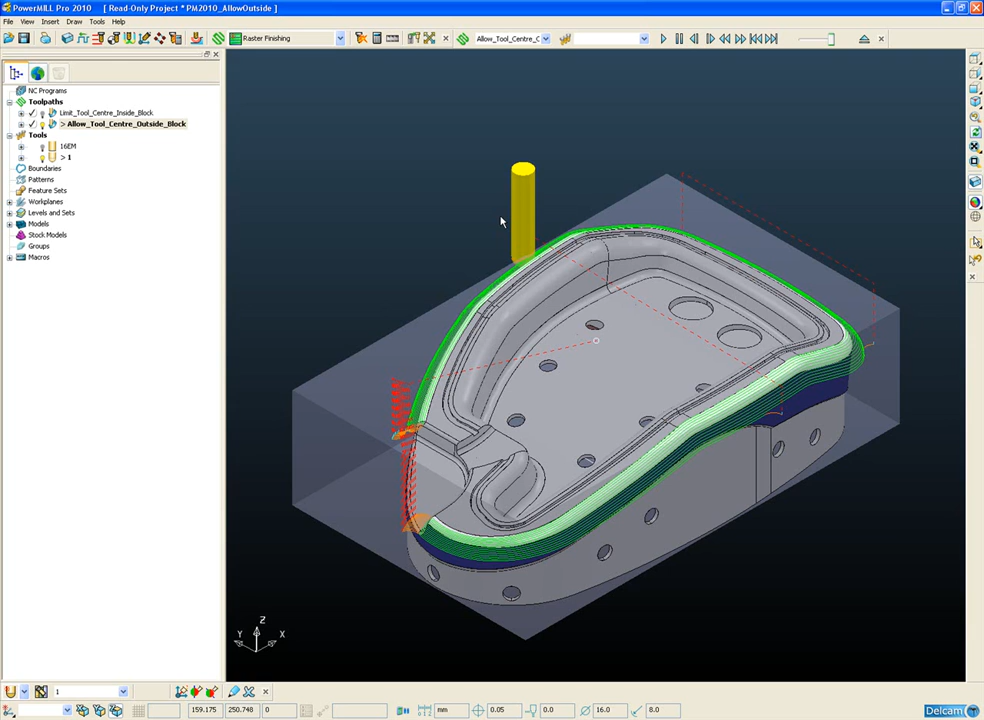 PowerMILL Pro 2010    [ Read-Only Project * PM2010_AllowOutside ]
File View Insert Draw Tools Help
Raster Finishing
Allow_Tool_Centre_C
NC Programs
Toolpaths
Limit_Tool_Centre_Inside_Block
> Allow_Tool_Centre_Outside_Block
Tools
16EM
> 1
Boundaries
Patterns
Feature Sets
Workplanes
Levels and Sets
Models
Stock Models
Groups
Macros
Z
Y X
1
159.175 250.748 0 mm 0.05 0.0 16.0 8.0 Delcam